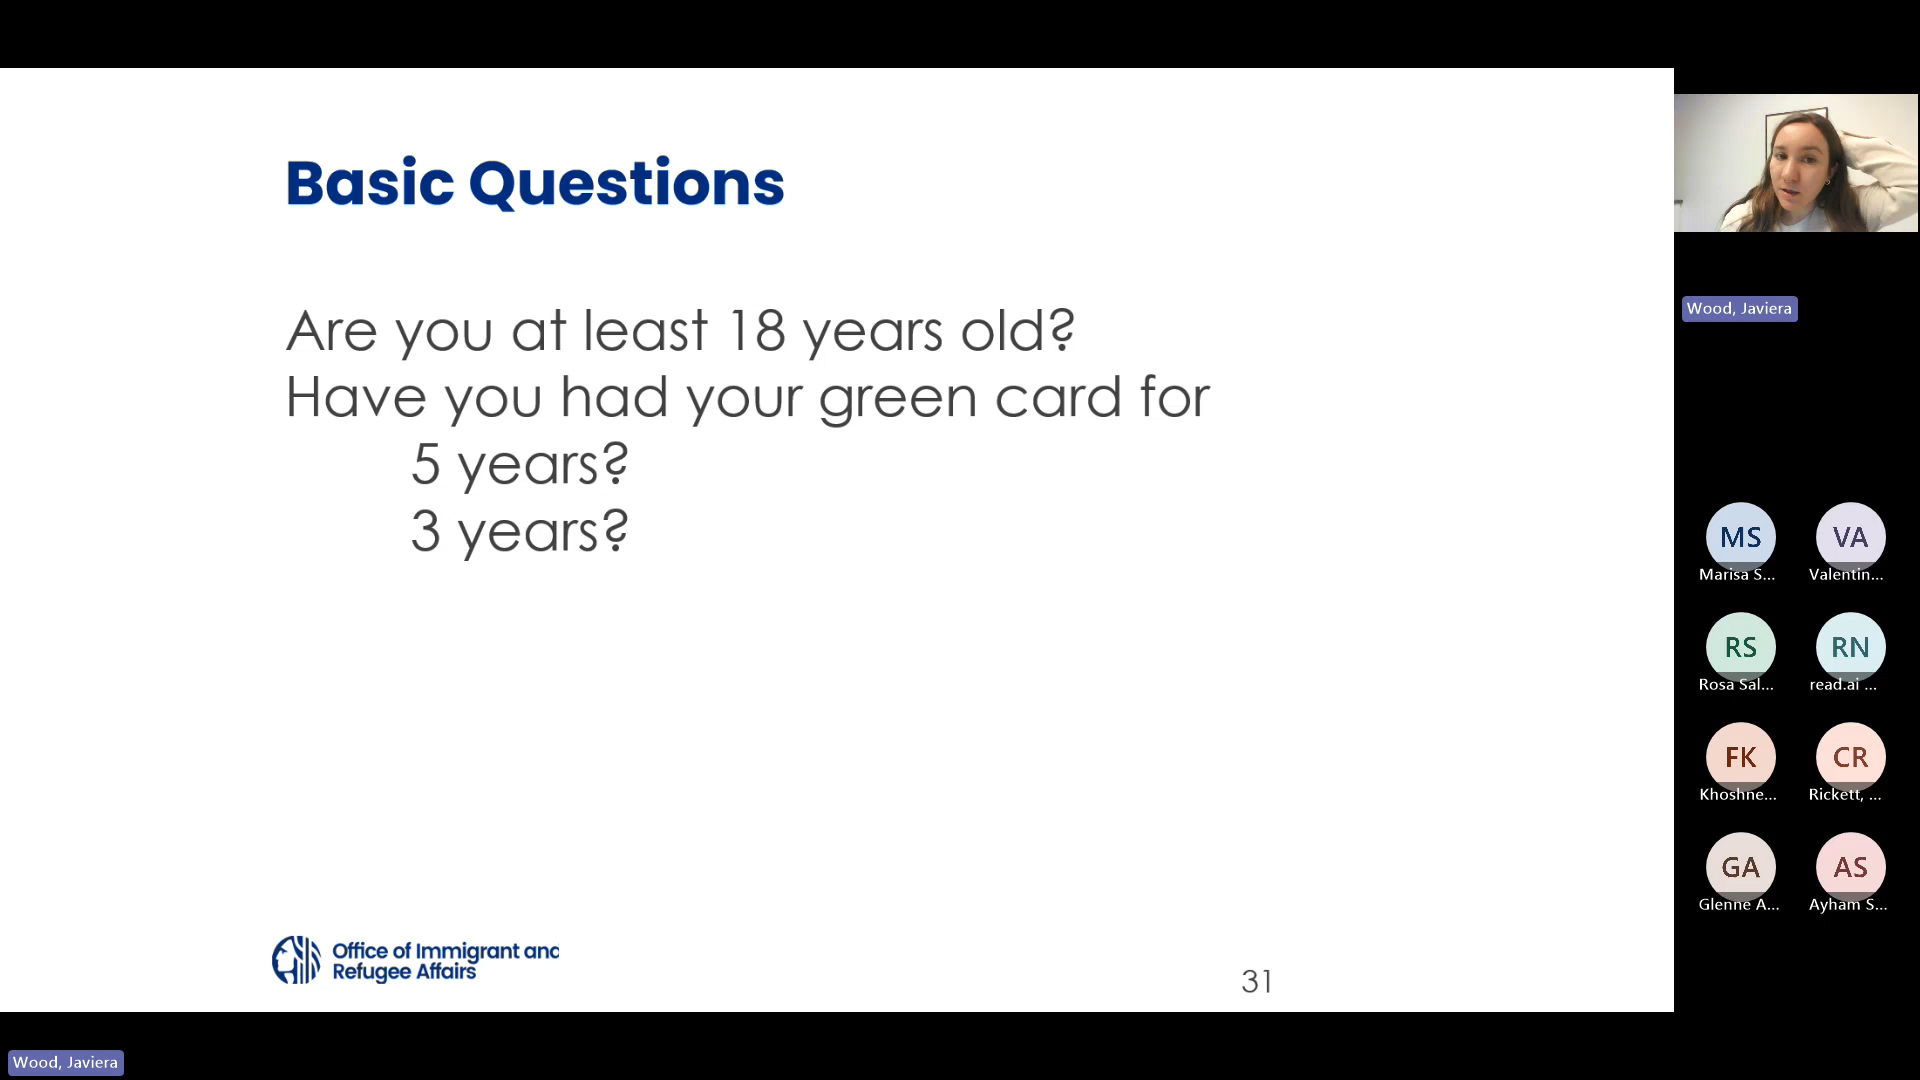 Basic Questions
Are you at least 18 years old?
Have you had your green card for
5 years?
3 years?
Office of Immigrant and
Refugee Affairs
31
Wood, Javiera
Wood, Javiera
MS
Marisa S...
VA
Valentin...
RS
Rosa Sal...
RN
read.ai ...
FK
Khoshne...
CR
Rickett, ...
GA
Glenne A...
AS
Ayham S...